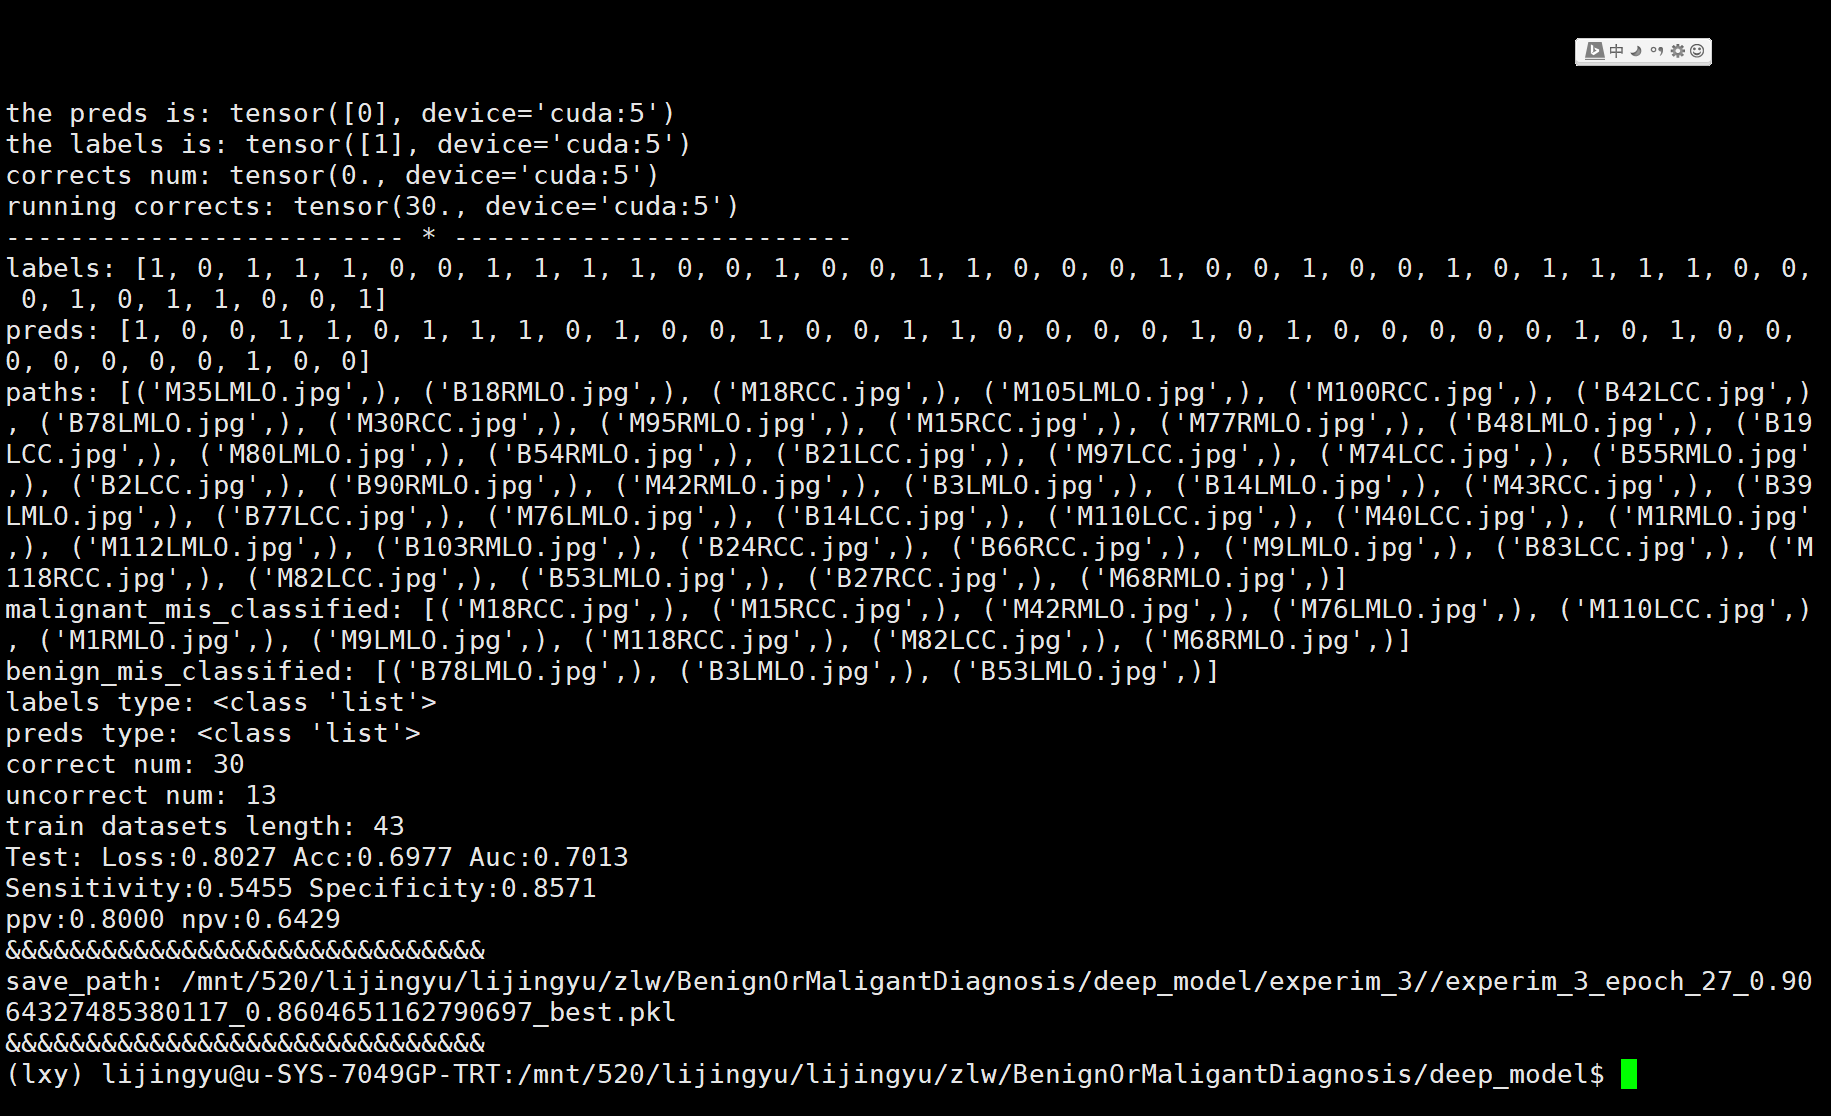 中
the preds is: tensor([0], device='cuda:5')
the labels is: tensor([1], device='cuda:5')
corrects num: tensor(0., device='cuda:5')
running corrects: tensor(30., device='cuda:5')
------------------------- * -------------------------
labels: [1, 0, 1, 1, 1, 0, 0, 1, 1, 1, 1, 0, 0, 1, 0, 0, 1, 1, 0, 0, 0, 1, 0, 0, 1, 0, 0, 1, 0, 1, 1, 1, 1, 0, 0,
 0, 1, 0, 1, 1, 0, 0, 1]
preds: [1, 0, 0, 1, 1, 0, 1, 1, 1, 0, 1, 0, 0, 1, 0, 0, 1, 1, 0, 0, 0, 0, 1, 0, 1, 0, 0, 0, 0, 0, 1, 0, 1, 0, 0,
0, 0, 0, 0, 0, 1, 0, 0]
paths: [('M35LMLO.jpg',), ('B18RMLO.jpg',), ('M18RCC.jpg',), ('M105LMLO.jpg',), ('M100RCC.jpg',), ('B42LCC.jpg',)
, ('B78LMLO.jpg',), ('M30RCC.jpg',), ('M95RMLO.jpg',), ('M15RCC.jpg',), ('M77RMLO.jpg',), ('B48LMLO.jpg',), ('B19
LCC.jpg',), ('M80LMLO.jpg',), ('B54RMLO.jpg',), ('B21LCC.jpg',), ('M97LCC.jpg',), ('M74LCC.jpg',), ('B55RMLO.jpg'
,), ('B2LCC.jpg',), ('B90RMLO.jpg',), ('M42RMLO.jpg',), ('B3LMLO.jpg',), ('B14LMLO.jpg',), ('M43RCC.jpg',), ('B39
LMLO.jpg',), ('B77LCC.jpg',), ('M76LMLO.jpg',), ('B14LCC.jpg',), ('M110LCC.jpg',), ('M40LCC.jpg',), ('M1RMLO.jpg'
,), ('M112LMLO.jpg',), ('B103RMLO.jpg',), ('B24RCC.jpg',), ('B66RCC.jpg',), ('M9LMLO.jpg',), ('B83LCC.jpg',), ('M
118RCC.jpg',), ('M82LCC.jpg',), ('B53LMLO.jpg',), ('B27RCC.jpg',), ('M68RMLO.jpg',)]
malignant_mis_classified: [('M18RCC.jpg',), ('M15RCC.jpg',), ('M42RMLO.jpg',), ('M76LMLO.jpg',), ('M110LCC.jpg',)
, ('M1RMLO.jpg',), ('M9LMLO.jpg',), ('M118RCC.jpg',), ('M82LCC.jpg',), ('M68RMLO.jpg',)]
benign_mis_classified: [('B78LMLO.jpg',), ('B3LMLO.jpg',), ('B53LMLO.jpg',)]
labels type: <class 'list'>
preds type: <class 'list'>
correct num: 30
uncorrect num: 13
train datasets length: 43
Test: Loss:0.8027 Acc:0.6977 Auc:0.7013
Sensitivity:0.5455 Specificity:0.8571
ppv:0.8000 npv:0.6429
&&&&&&&&&&&&&&&&&&&&&&&&&&&&&&
save_path: /mnt/520/lijingyu/lijingyu/zlw/BenignOrMaligantDiagnosis/deep_model/experim_3//experim_3_epoch_27_0.90
64327485380117_0.8604651162790697_best.pkl
&&&&&&&&&&&&&&&&&&&&&&&&&&&&&&
(lxy) lijingyu@u-SYS-7049GP-TRT:/mnt/520/lijingyu/lijingyu/zlw/BenignOrMaligantDiagnosis/deep_model$